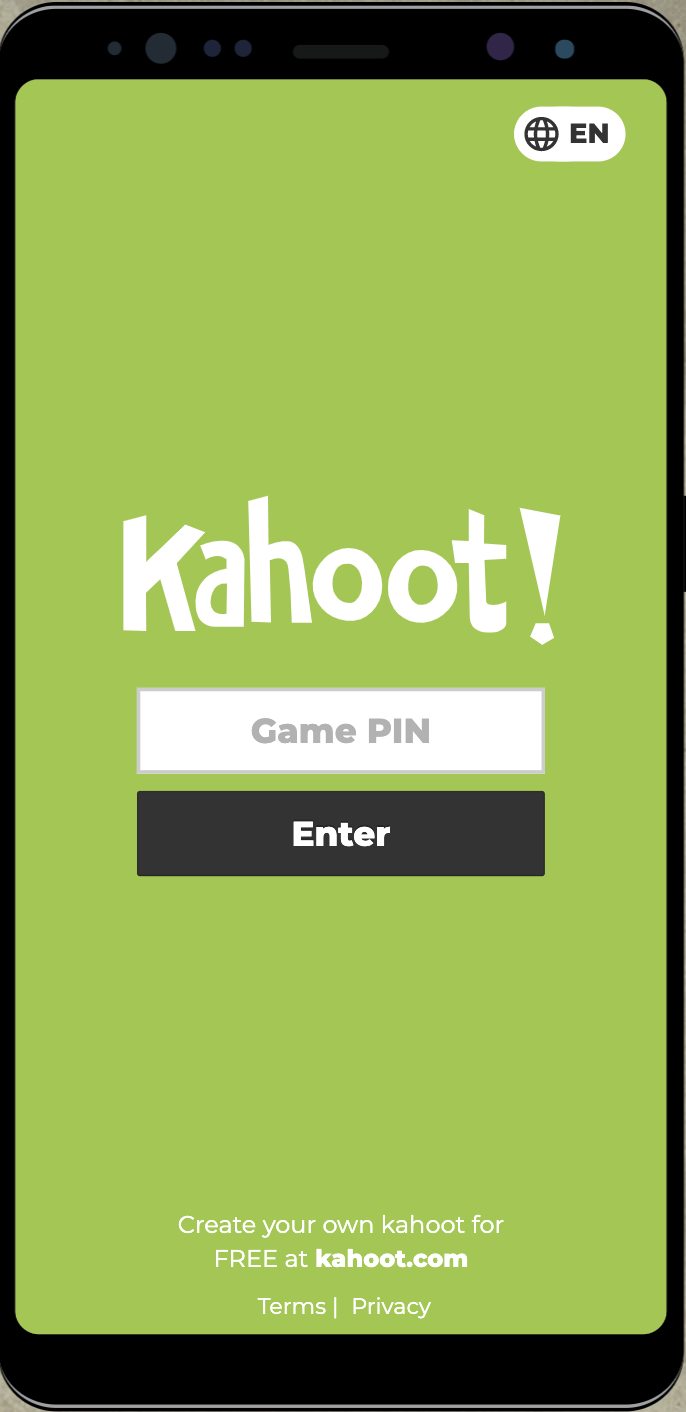 EN
Kahoot!
Game PIN
Enter
Create your own kahoot for
FREE at kahoot.com
Terms | Privacy